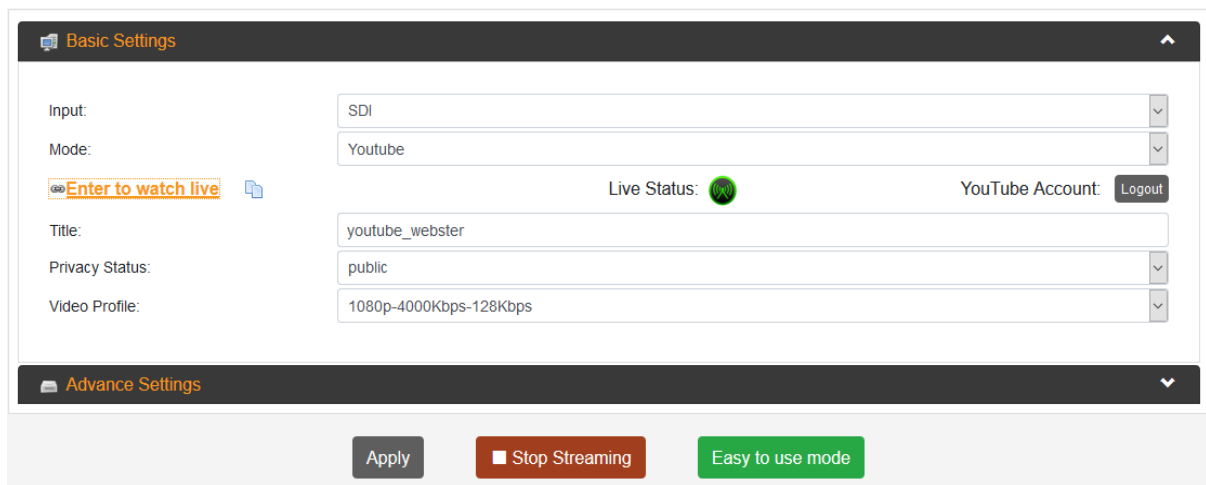 Basic Settings
Input: SDI
Mode: Youtube
Enter to watch live Live Status: YouTube Account: Logout
Title: youtube_webster
Privacy Status: public
Video Profile: 1080p-4000Kbps-128Kbps
Advance Settings
Apply Stop Streaming Easy to use mode